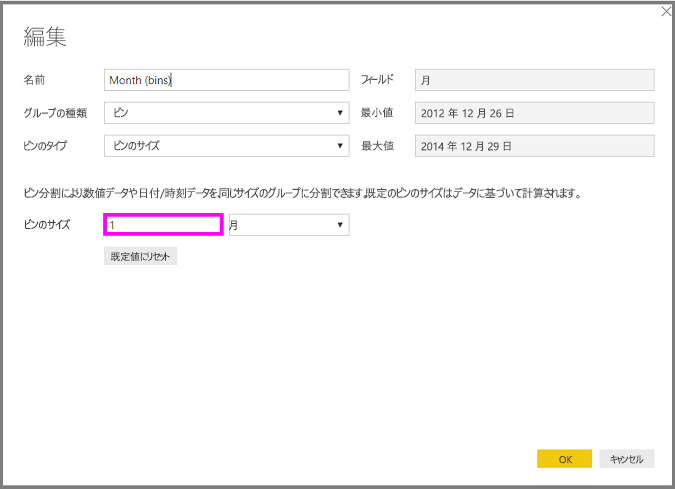 編集
名前 Month (bins) フィールド 月
グループの種類 ビン 最小値 2012 年 12 月 26 日
ビンのタイプ ビンのサイズ 最大値 2014 年 12 月 29 日
ビン分割により、数値データや日付/時刻データを、同じサイズのグループに分割できます。既定のビンのサイズはデータに基づいて計算されます。
ビンのサイズ 1 月
既定値にリセット
OK キャンセル